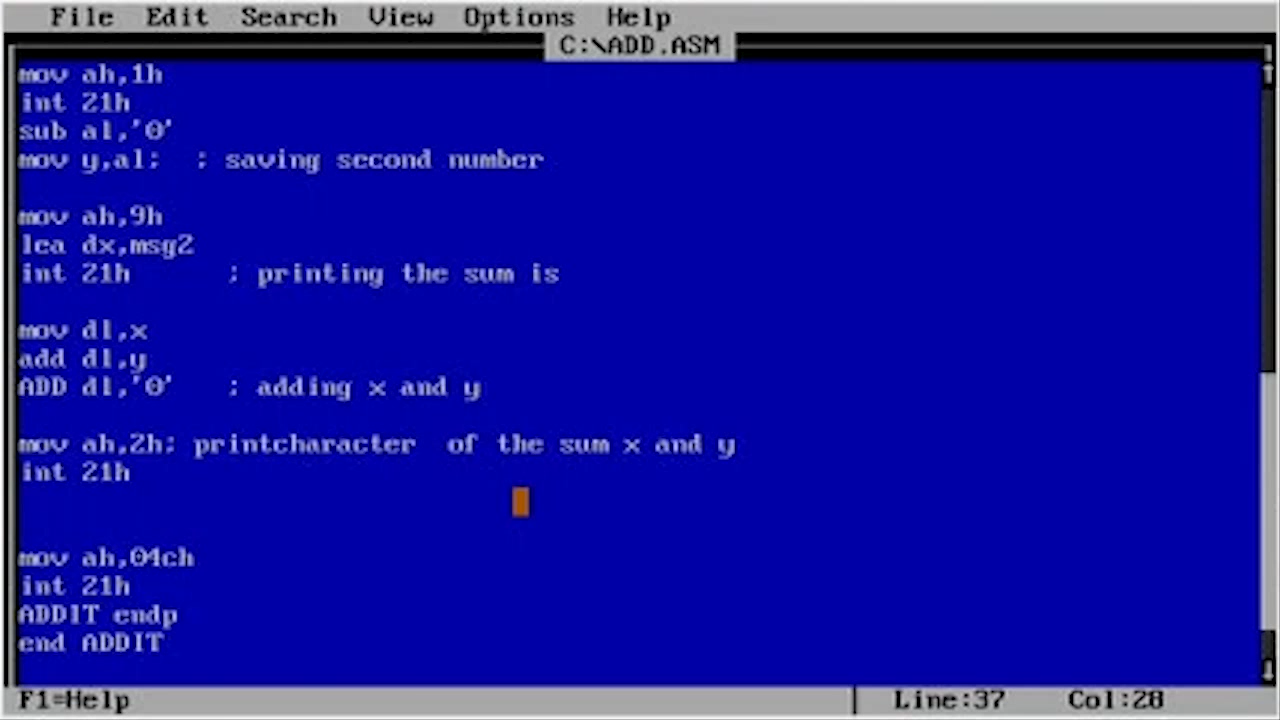 File Edit Search View Options Help
C:\ADD.ASM
mov ah,1h
int 21h
sub al,'0'
mov y,al; ; saving second number
mov ah,9h
lea dx,msg2
int 21h ; printing the sum is
mov dl,x
add dl,y
ADD dl,'0' ; adding x and y
mov ah,2h; printcharacter of the sum x and y
int 21h
mov ah,04ch
int 21h
ADDIT endp
end ADDIT
F1=Help Line:37 Col:28